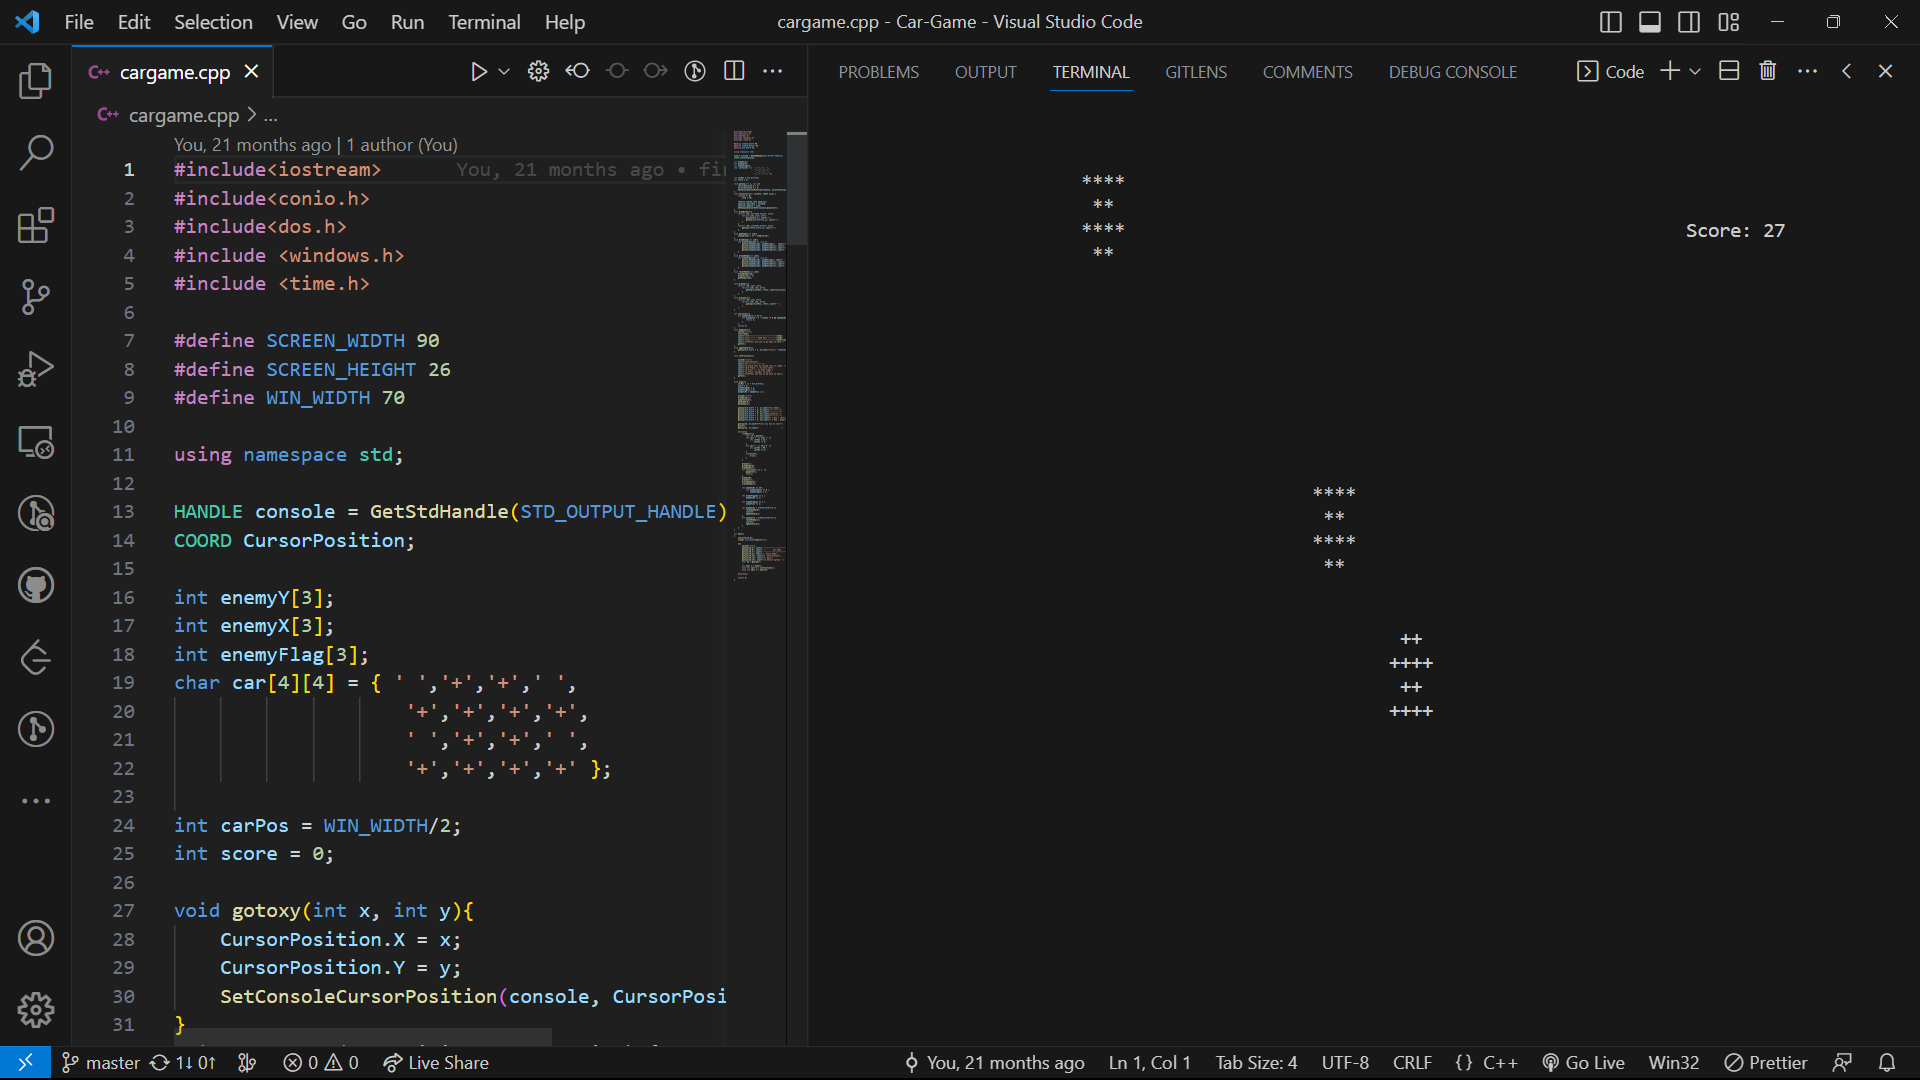 File Edit Selection View Go Run Terminal Help
cargame.cpp - Car-Game - Visual Studio Code
C++ cargame.cpp
PROBLEMS OUTPUT TERMINAL GITLENS COMMENTS DEBUG CONSOLE
Code
C++ cargame.cpp > ...
You, 21 months ago | 1 author (You)
1 #include<iostream> You, 21 months ago •
2 #include<conio.h>
3 #include<dos.h>
4 #include <windows.h>
5 #include <time.h>
6
7 #define SCREEN_WIDTH 90
8 #define SCREEN_HEIGHT 26
9 #define WIN_WIDTH 70
10
11 using namespace std;
12
13 HANDLE console = GetStdHandle(STD_OUTPUT_HANDLE)
14 COORD CursorPosition;
15
16 int enemyY[3];
17 int enemyX[3];
18 int enemyFlag[3];
19 char car[4][4] = { ' ','+','+',' ',
20 '+','+','+','+',
21 ' ','+','+',' ',
22 '+','+','+','+' };
23
24 int carPos = WIN_WIDTH/2;
25 int score = 0;
26
27 void gotoxy(int x, int y){
28 CursorPosition.X = x;
29 CursorPosition.Y = y;
30 SetConsoleCursorPosition(console, CursorPosi
31 }
****
**
****
**
Score: 27
****
**
****
**
++
++++
++
++++
master 1↓ 0↑ 0 0 Live Share
You, 21 months ago Ln 1, Col 1 Tab Size: 4 UTF-8 CRLF {} C++ Go Live Win32 Prettier